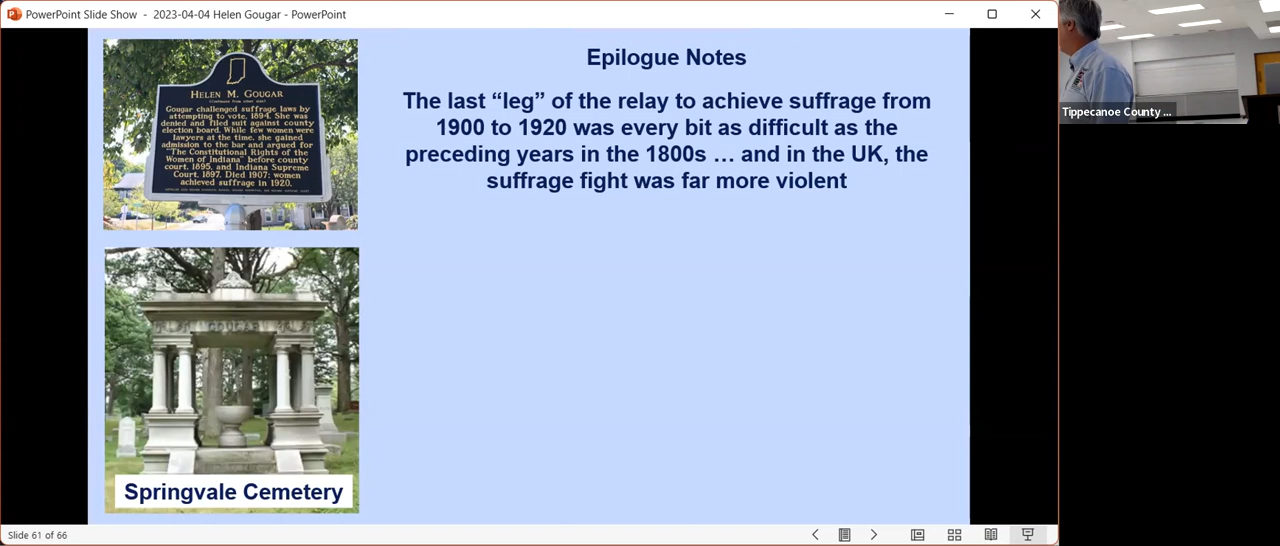 PowerPoint Slide Show - 2023-04-04 Helen Gougar - PowerPoint
HELEN M. GOUGAR
Gougar challenged suffrage laws by
attempting to vote, 1894. She was
denied and filed suit against county
election board. While few women were
lawyers at the time, she gained
admission to the bar and argued for
"The Constitutional Rights of the
Women of Indiana" before county
court, 1895, and Indiana Supreme
Court, 1897. Died 1907; women
achieved suffrage in 1920.
Epilogue Notes
The last “leg” of the relay to achieve suffrage from
1900 to 1920 was every bit as difficult as the
preceding years in the 1800s … and in the UK, the
suffrage fight was far more violent
GOUGAR
Springvale Cemetery
Slide 61 of 66
Tippecanoe County ...